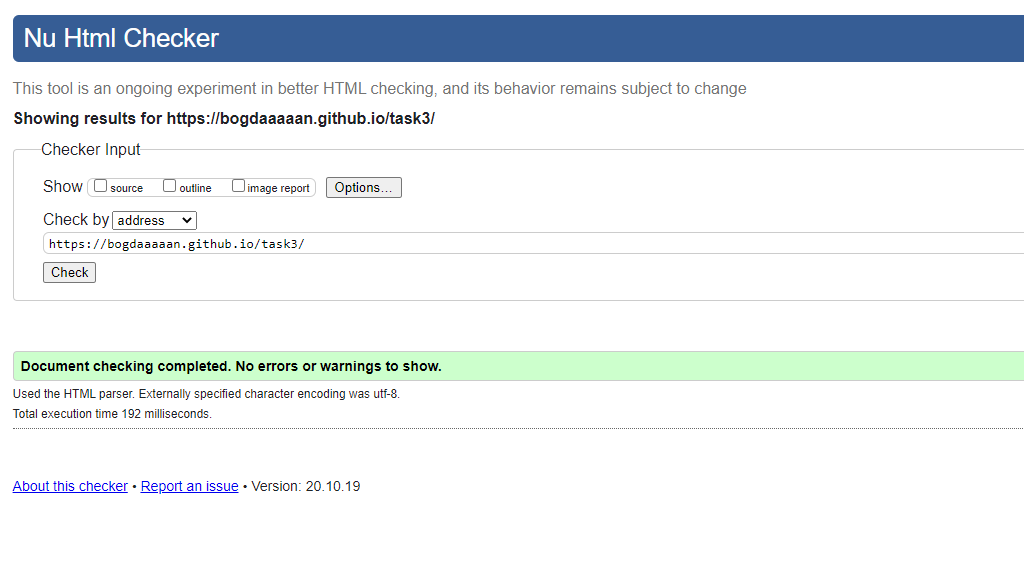 Nu Html Checker
This tool is an ongoing experiment in better HTML checking, and its behavior remains subject to change
Showing results for https://bogdaaaaan.github.io/task3/
Checker Input
Show source outline image report Options...
Check by address
https://bogdaaaaan.github.io/task3/
Check
Document checking completed. No errors or warnings to show.
Used the HTML parser. Externally specified character encoding was utf-8.
Total execution time 192 milliseconds.
About this checker • Report an issue • Version: 20.10.19